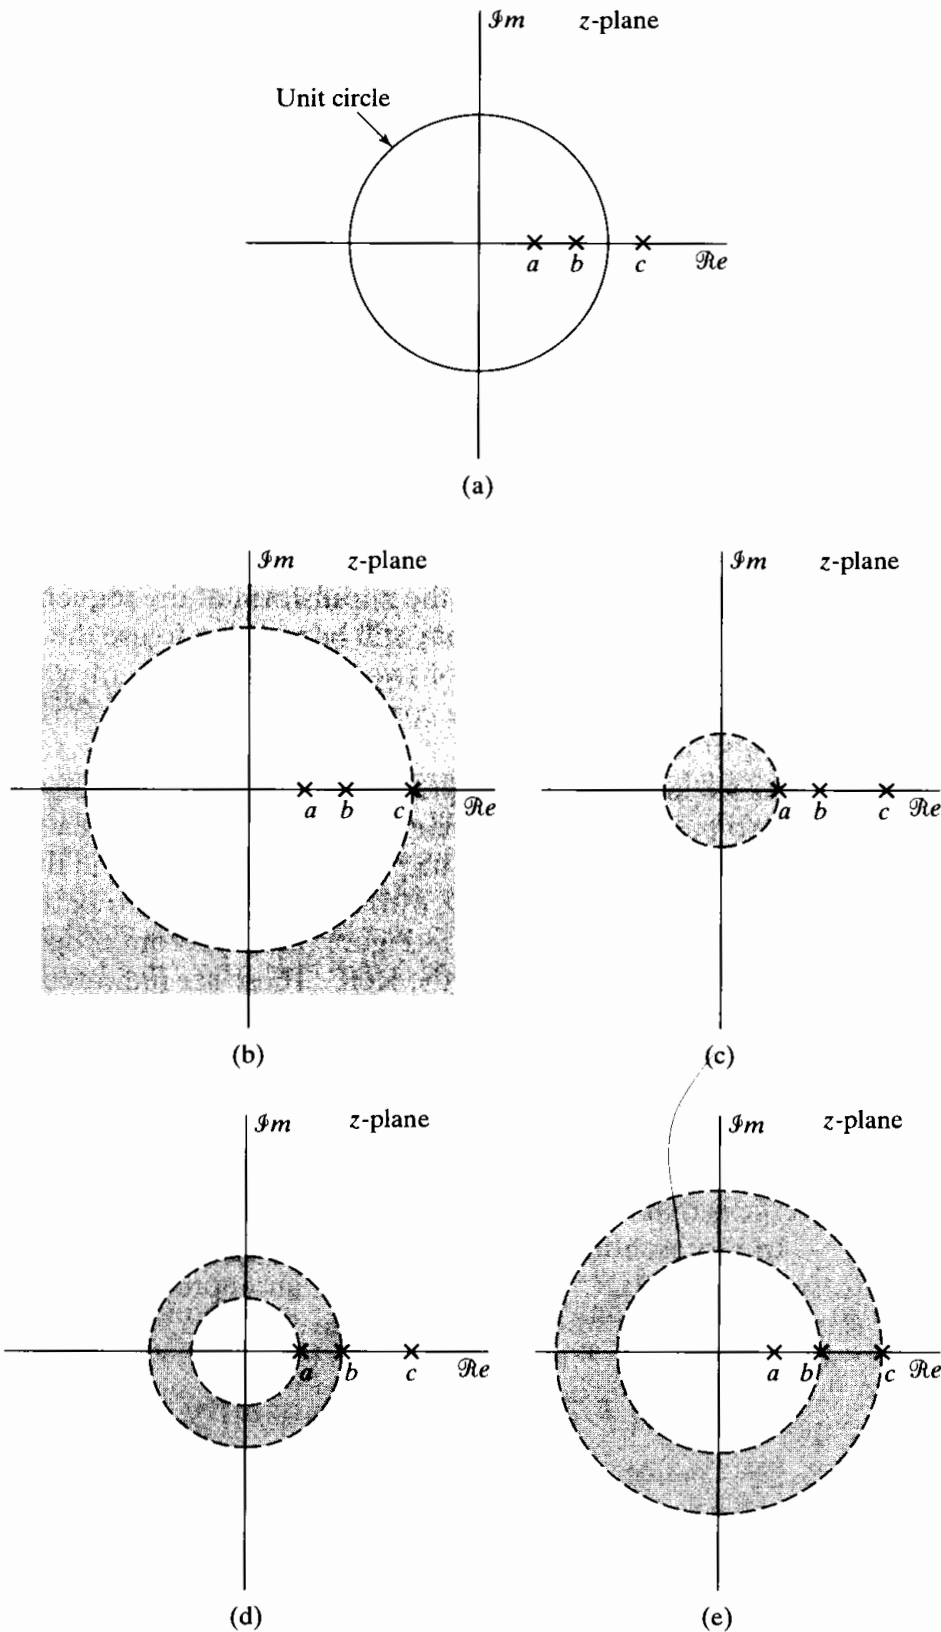 ℐm z-plane
Unit circle
a b c ℛe
(a)
ℐm z-plane
a b c ℛe
(b)
ℐm z-plane
a b c ℛe
(c)
ℐm z-plane
a b c ℛe
(d)
ℐm z-plane
a b c ℛe
(e)